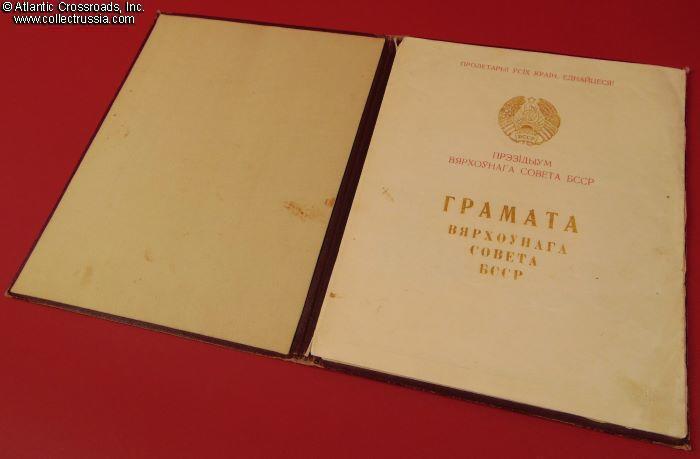 © Atlantic Crossroads, Inc.
www.collectrussia.com
ПРОЛЕТАРЫІ ЎСІХ КРАІН, ЕДНАЙЦЕСЯ!
БССР
ПРЭЗІДЫУМ
ВЯРХОЎНАГА СОВЕТА БССР
ГРАМАТА
ВЯРХОЎНАГА
СОВЕТА
БССР